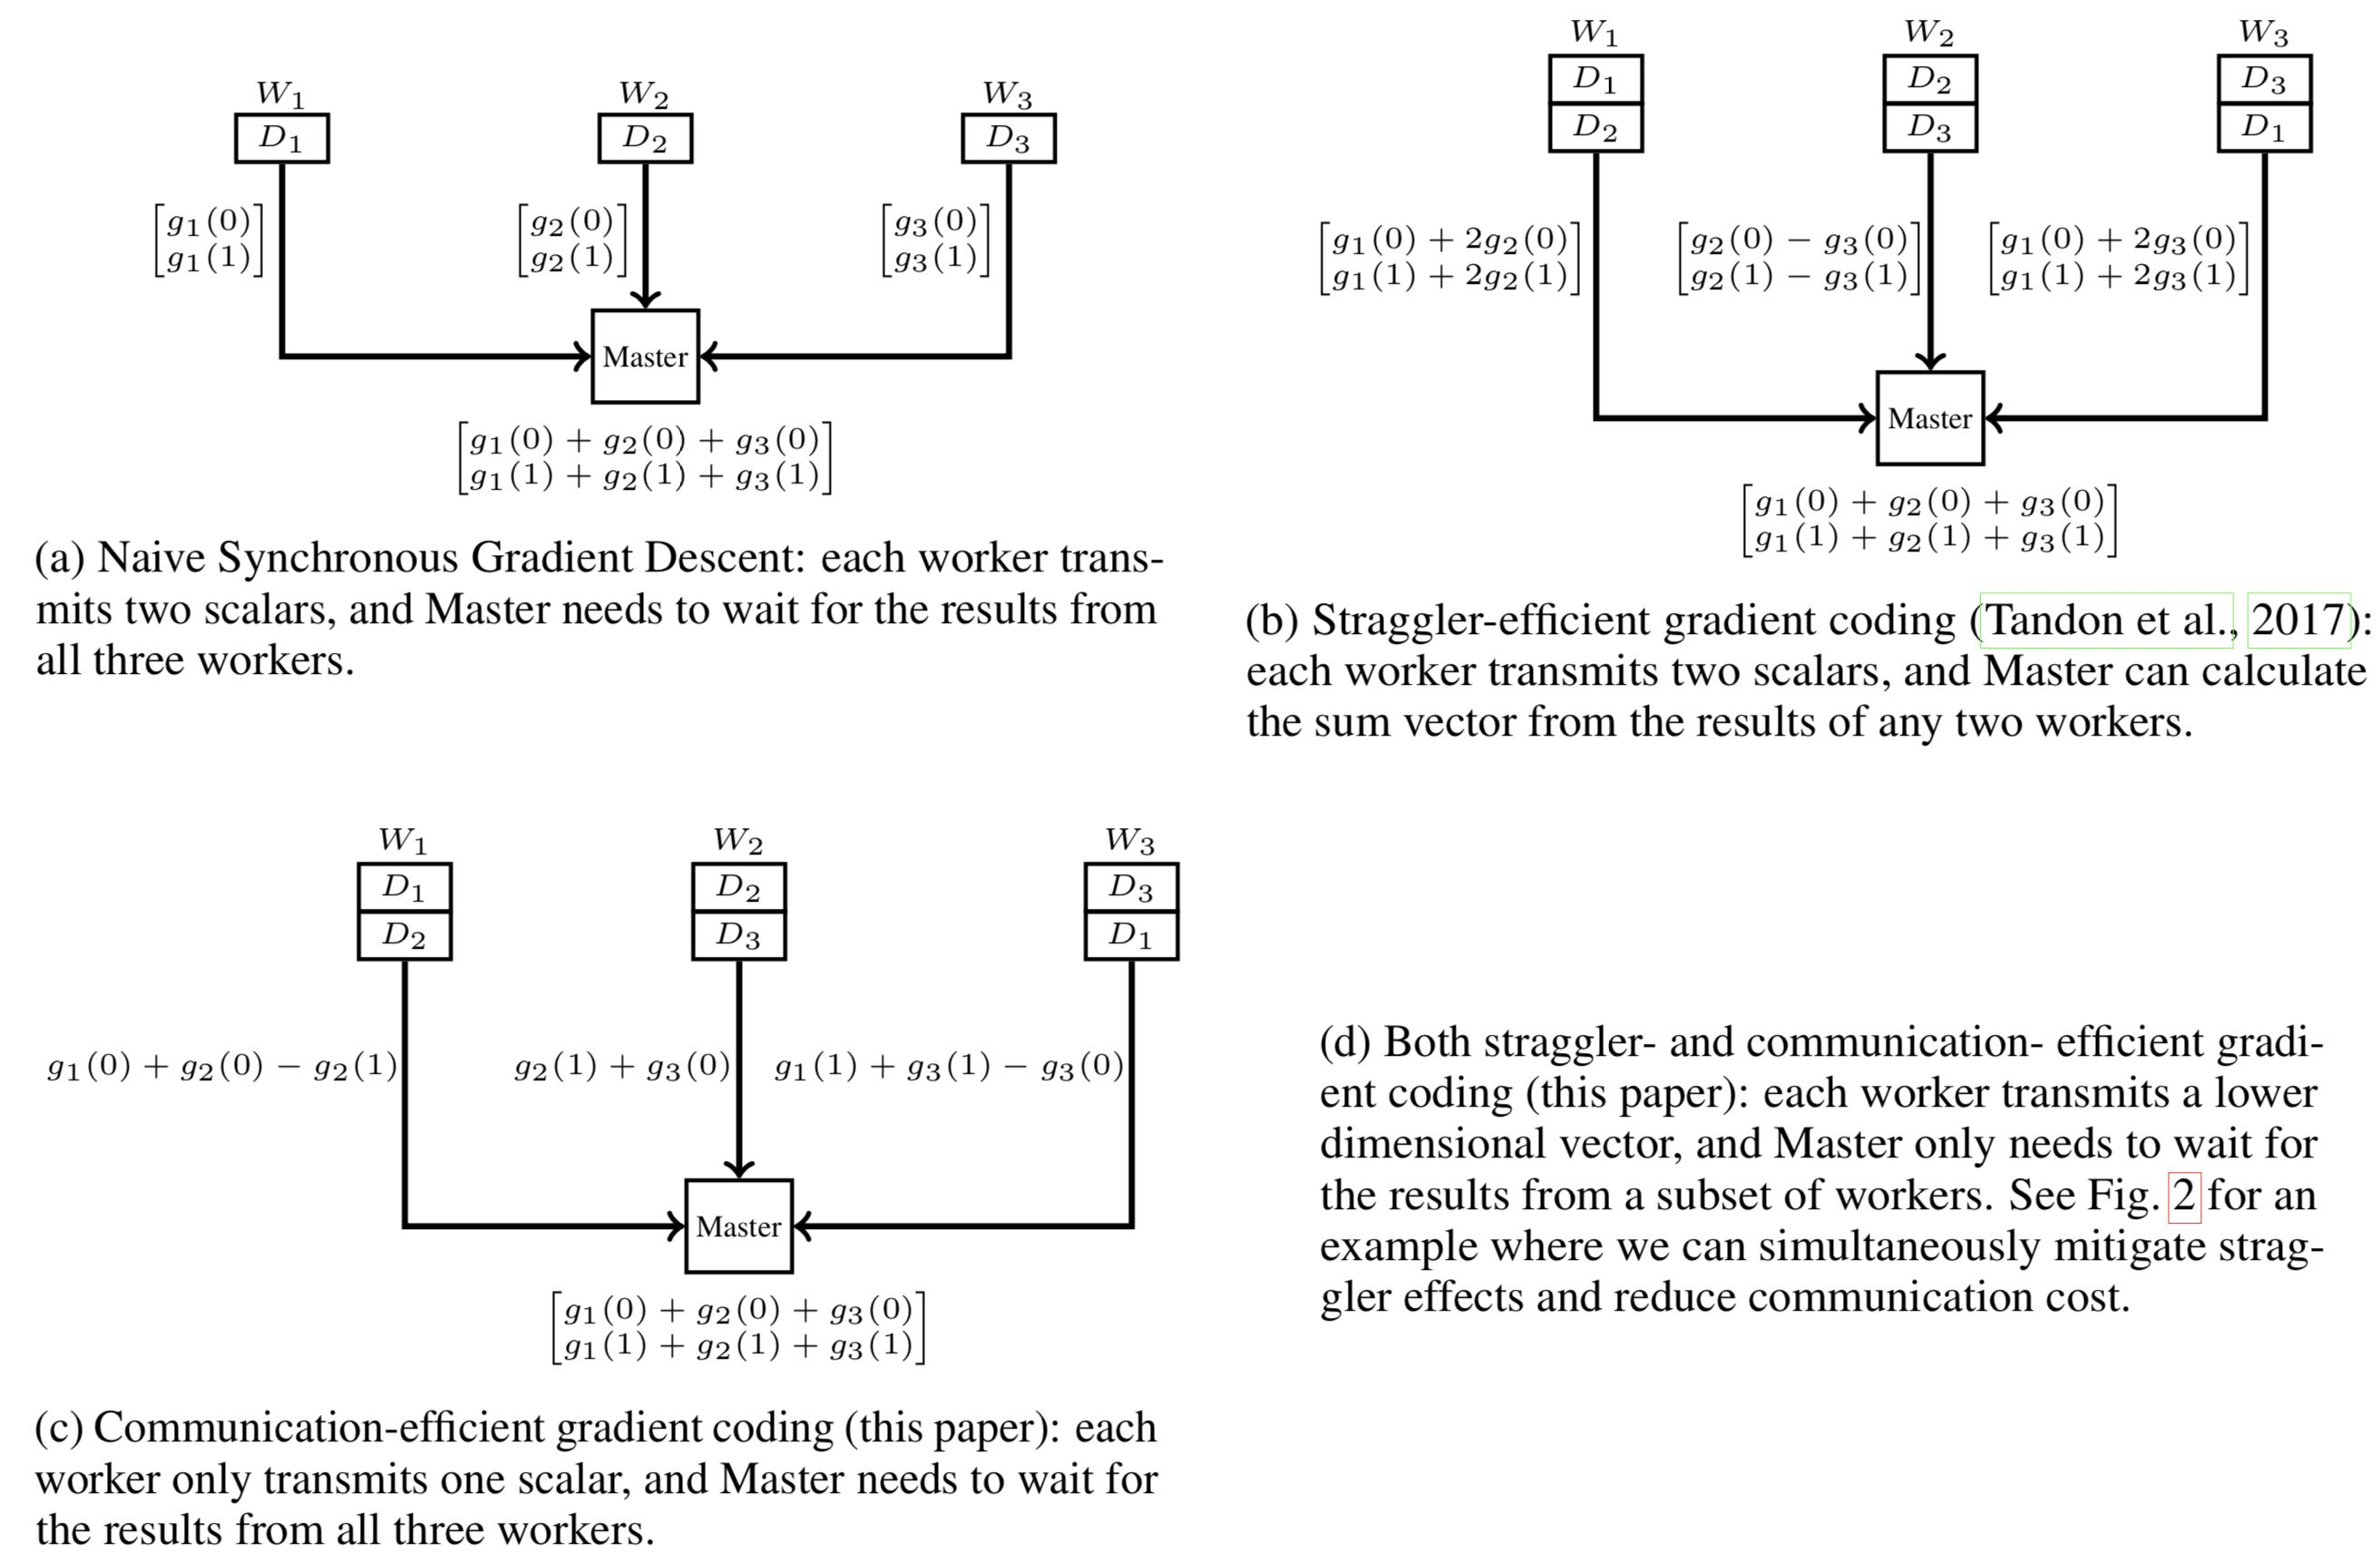 W₁ W₂ W₃
D₁ D₂ D₃
[g₁(0) g₁(1)] [g₂(0) g₂(1)] [g₃(0) g₃(1)]
Master
[g₁(0) + g₂(0) + g₃(0)
g₁(1) + g₂(1) + g₃(1)]
(a) Naive Synchronous Gradient Descent: each worker trans-
mits two scalars, and Master needs to wait for the results from
all three workers.
W₁ W₂ W₃
D₁ D₂ D₃
D₂ D₃ D₁
[g₁(0) + 2g₂(0) g₁(1) + 2g₂(1)] [g₂(0) − g₃(0) g₂(1) − g₃(1)] [g₁(0) + 2g₃(0) g₁(1) + 2g₃(1)]
Master
[g₁(0) + g₂(0) + g₃(0)
g₁(1) + g₂(1) + g₃(1)]
(b) Straggler-efficient gradient coding (Tandon et al., 2017):
each worker transmits two scalars, and Master can calculate
the sum vector from the results of any two workers.
W₁ W₂ W₃
D₁ D₂ D₃
D₂ D₃ D₁
g₁(0) + g₂(0) − g₂(1) g₂(1) + g₃(0) g₁(1) + g₃(1) − g₃(0)
Master
[g₁(0) + g₂(0) + g₃(0)
g₁(1) + g₂(1) + g₃(1)]
(c) Communication-efficient gradient coding (this paper): each
worker only transmits one scalar, and Master needs to wait for
the results from all three workers.
(d) Both straggler- and communication- efficient gradi-
ent coding (this paper): each worker transmits a lower
dimensional vector, and Master only needs to wait for
the results from a subset of workers. See Fig. 2 for an
example where we can simultaneously mitigate strag-
gler effects and reduce communication cost.